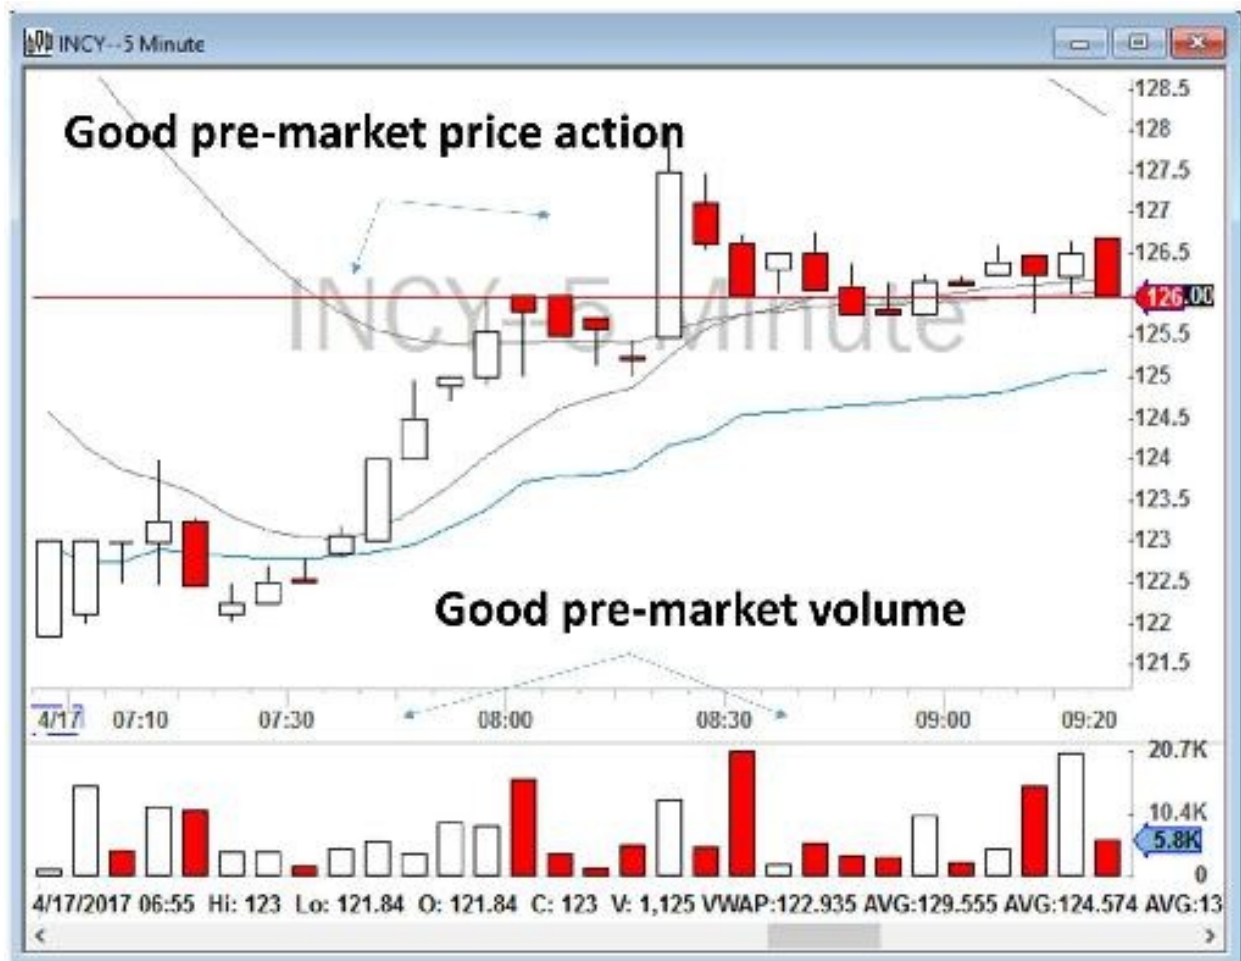 INCY--5 Minute
Good pre-market price action
INCY--5 Minute
128.5
128
127.5
127
126.5
126.00
125.5
125
124.5
124
123.5
123
122.5
122
121.5
Good pre-market volume
4/17 07:10 07:30 08:00 08:30 09:00 09:20
20.7K
10.4K
5.8K
0
4/17/2017 06:55 Hi: 123 Lo: 121.84 O: 121.84 C: 123 V: 1,125 VWAP:122.935 AVG:129.555 AVG:124.574 AVG:13